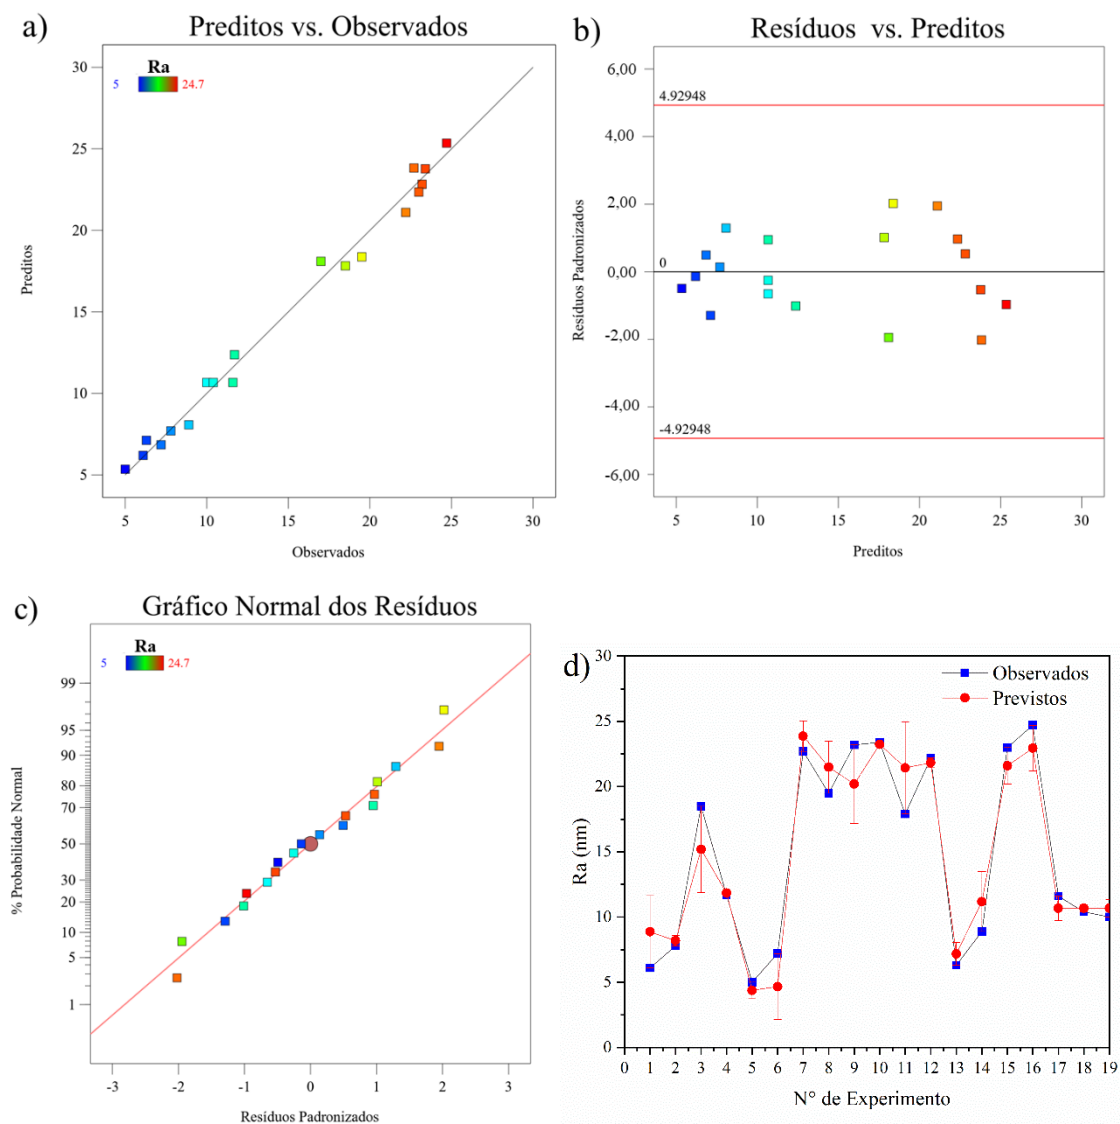 a)
Preditos vs. Observados
Ra
5 24.7
30
25
20
15
10
5
Preditos
5 10 15 20 25 30
Observados
b)
Resíduos vs. Preditos
6,00
4,00
2,00
0,00
-2,00
-4,00
-6,00
4.92948
0
-4.92948
Resíduos Padronizados
5 10 15 20 25 30
Preditos
c)
Gráfico Normal dos Resíduos
Ra
5 24.7
99
95
90
80
70
50
30
20
10
5
1
% Probabilidade Normal
-3 -2 -1 0 1 2 3
Resíduos Padronizados
d)
Observados
Previstos
30
25
20
15
10
5
0
Ra (nm)
0 1 2 3 4 5 6 7 8 9 10 11 12 13 14 15 16 17 18 19
N° de Experimento